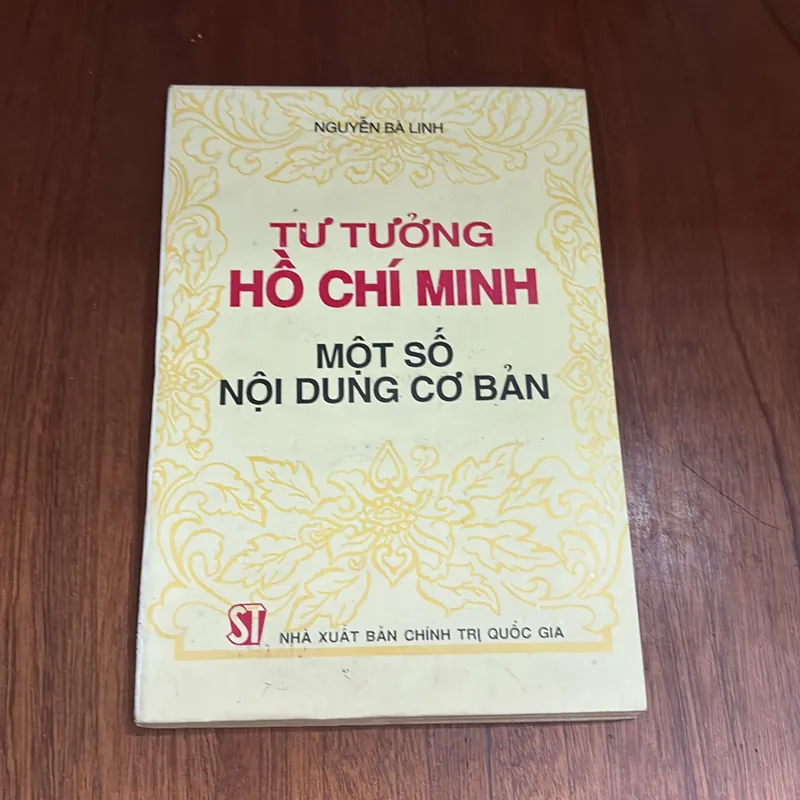 NGUYỄN BÁ LINH
TƯ TƯỞNG
HỒ CHÍ MINH
MỘT SỐ
NỘI DUNG CƠ BẢN
ST
NHÀ XUẤT BẢN CHÍNH TRỊ QUỐC GIA